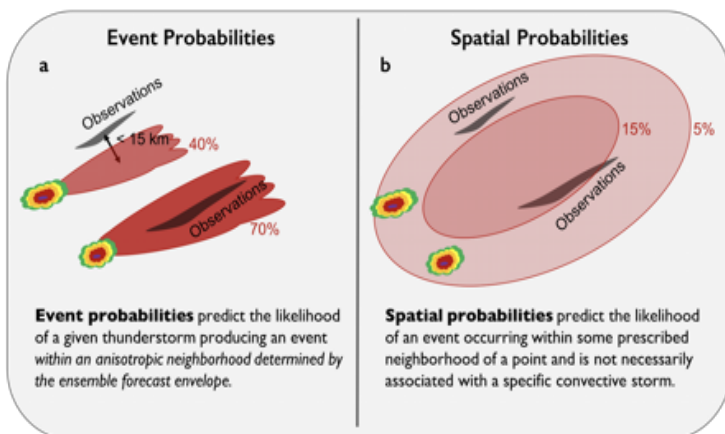 Event Probabilities
a
Observations
< 15 km
40%
Observations
70%
Event probabilities predict the likelihood
of a given thunderstorm producing an event
within an anisotropic neighborhood determined by
the ensemble forecast envelope.
Spatial Probabilities
b
Observations
15%
5%
Observations
Spatial probabilities predict the likelihood
of an event occurring within some prescribed
neighborhood of a point and is not necessarily
associated with a specific convective storm.